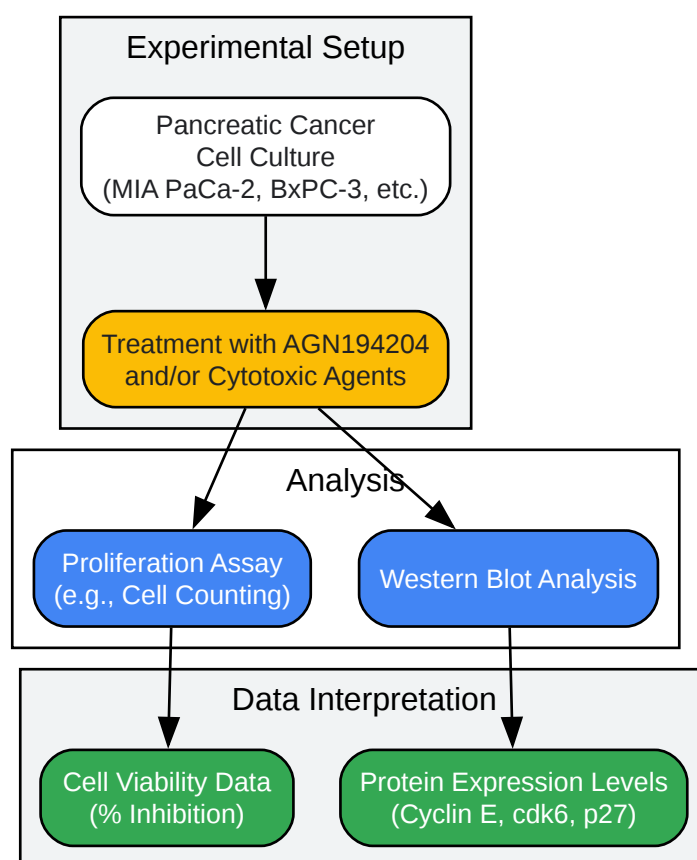 Experimental Setup
Pancreatic Cancer
Cell Culture
(MIA PaCa-2, BxPC-3, etc.)
Treatment with AGN194204
and/or Cytotoxic Agents
Analysis
Proliferation Assay
(e.g., Cell Counting)
Western Blot Analysis
Data Interpretation
Cell Viability Data
(% Inhibition)
Protein Expression Levels
(Cyclin E, cdk6, p27)